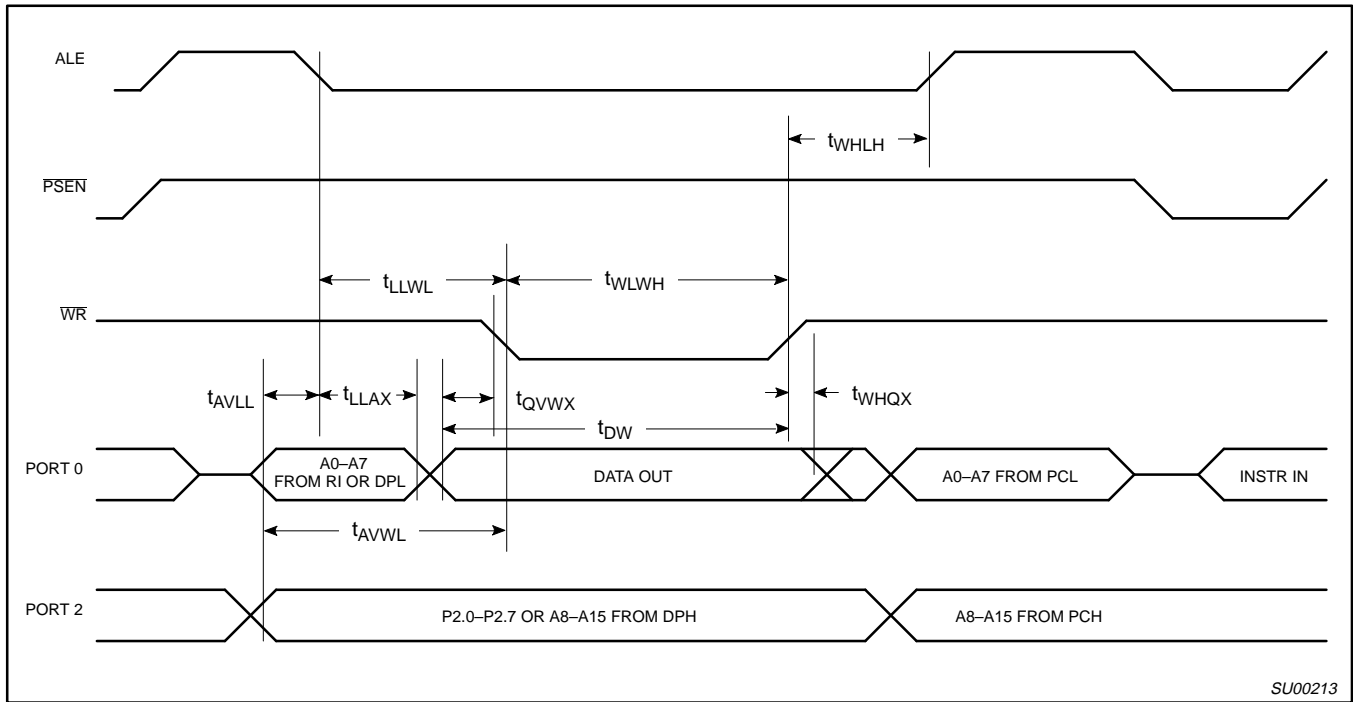 ALE
tWHLH
PSEN
tLLWL
tWLWH
WR
tAVLL
tLLAX
tQVWX
tWHQX
tDW
PORT 0
A0–A7
FROM RI OR DPL
DATA OUT
A0–A7 FROM PCL
INSTR IN
tAVWL
PORT 2
P2.0–P2.7 OR A8–A15 FROM DPH
A8–A15 FROM PCH
SU00213